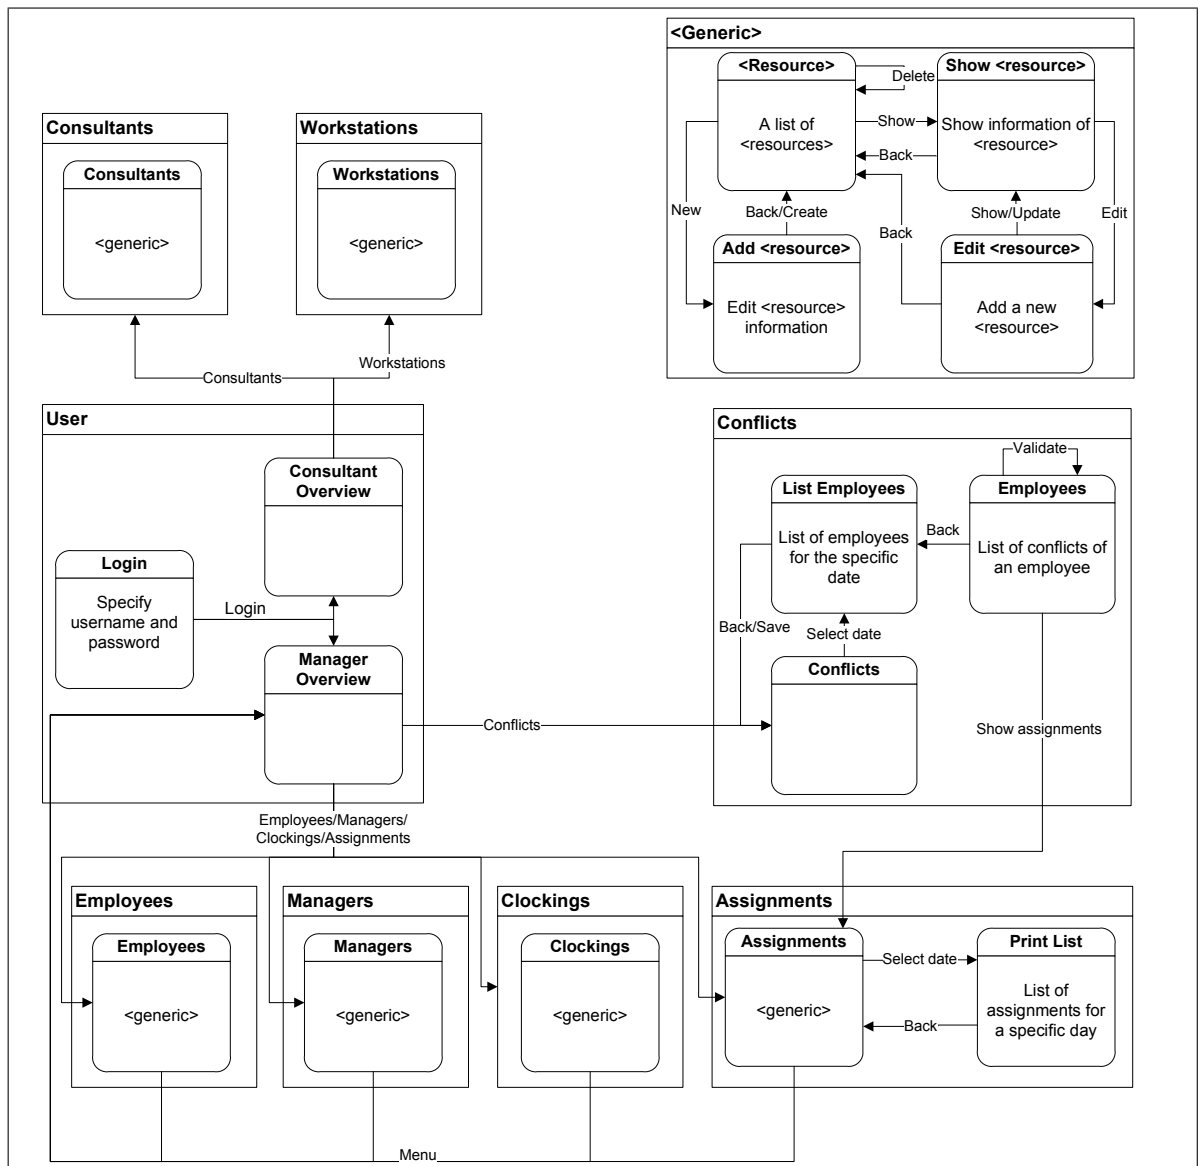 <Generic>
<Resource>
Delete
A list of
<resources>
Show <resource>
Show information of
<resource>
Show
Back
New
Back/Create
Back
Show/Update
Edit
Add <resource>
Edit <resource>
information
Edit <resource>
Add a new
<resource>
Consultants
Consultants
<generic>
Workstations
Workstations
<generic>
Consultants
Workstations
User
Consultant
Overview
Login
Specify
username and
password
Login
Manager
Overview
Conflicts
Conflicts
Validate
List Employees
List of employees
for the specific
date
Back
Employees
List of conflicts of
an employee
Back/Save
Select date
Conflicts
Show assignments
Employees/Managers/
Clockings/Assignments
Employees
Employees
<generic>
Managers
Managers
<generic>
Clockings
Clockings
<generic>
Assignments
Assignments
<generic>
Select date
Back
Print List
List of
assignments for
a specific day
Menu